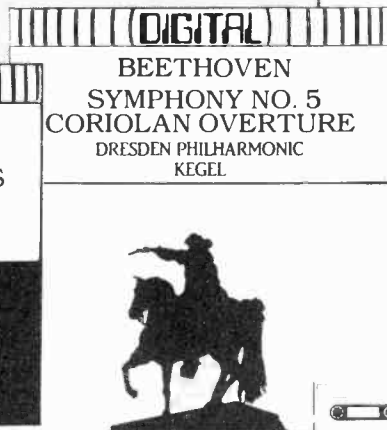 DIGITAL
BEETHOVEN
SYMPHONY NO. 5
CORIOLAN OVERTURE
DRESDEN PHILHARMONIC
KEGEL
S